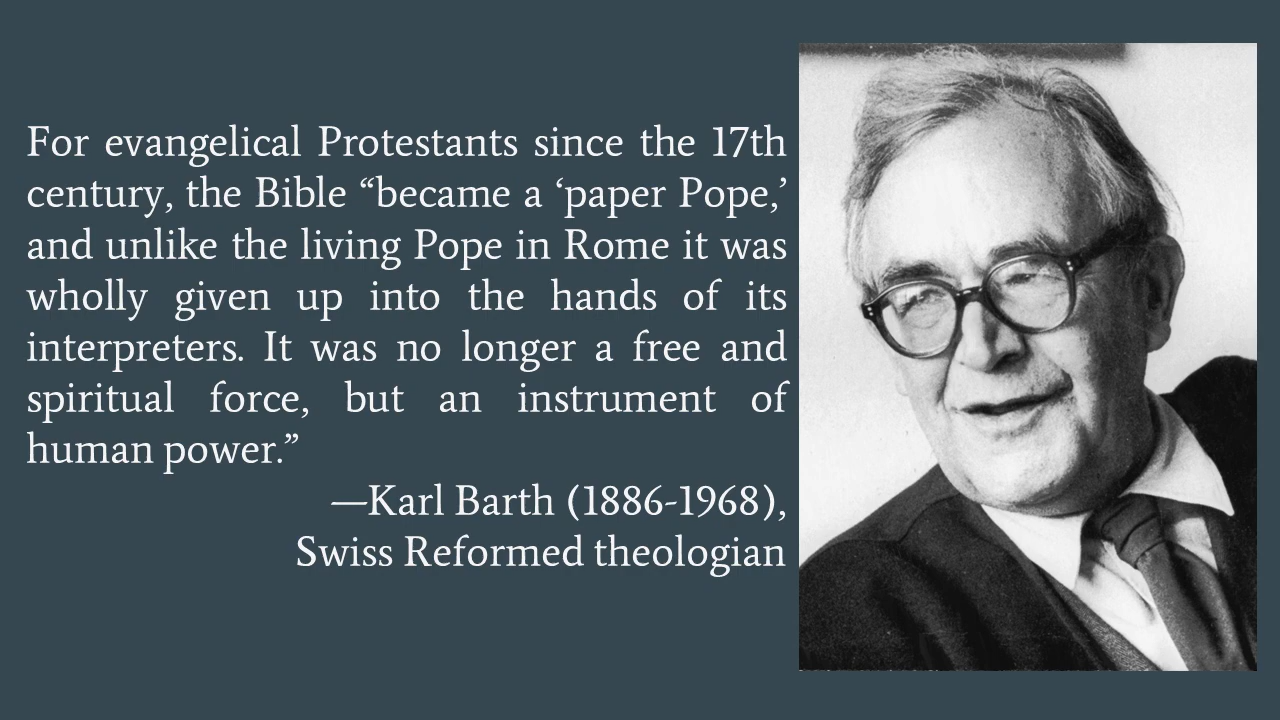 For evangelical Protestants since the 17th
century, the Bible “became a ‘paper Pope,’
and unlike the living Pope in Rome it was
wholly given up into the hands of its
interpreters. It was no longer a free and
spiritual force, but an instrument of
human power.”
—Karl Barth (1886-1968),
Swiss Reformed theologian